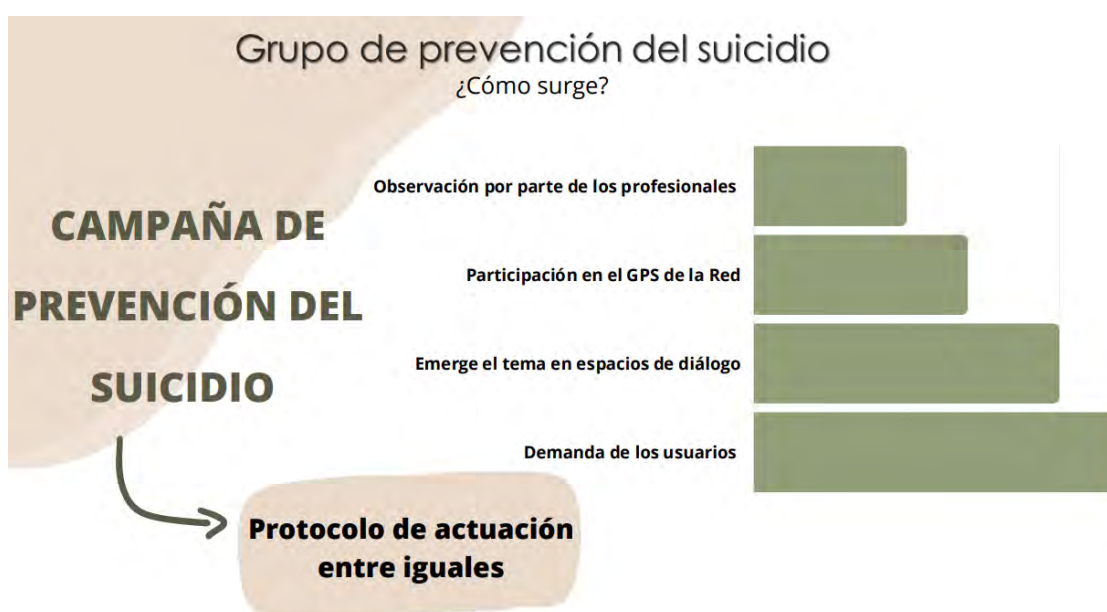 Grupo de prevención del suicidio
¿Cómo surge?
CAMPAÑA DE
PREVENCIÓN DEL
SUICIDIO
Observación por parte de los profesionales
Participación en el GPS de la Red
Emerge el tema en espacios de diálogo
Demanda de los usuarios
Protocolo de actuación
entre iguales